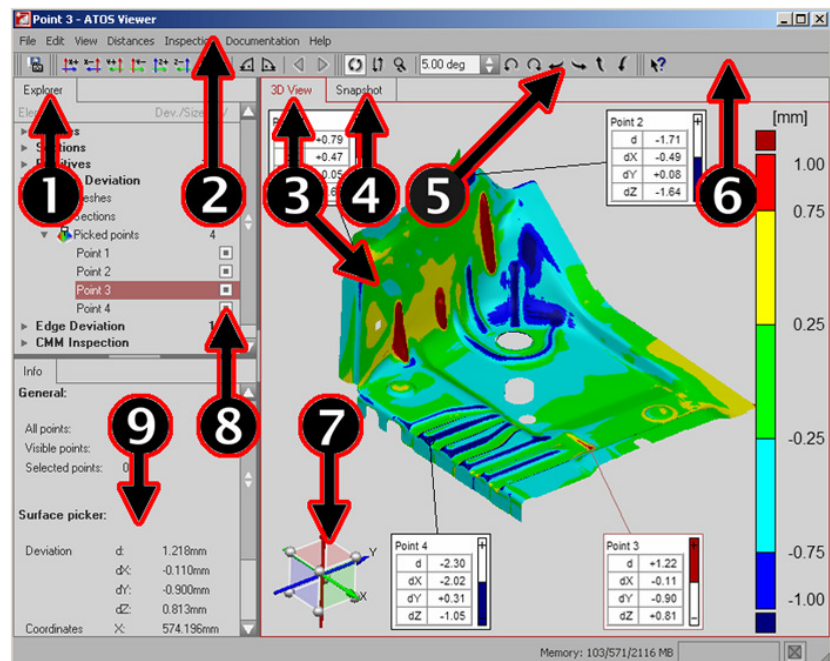 Point 3 - ATOS Viewer
File Edit View Distances Inspection Documentation Help
5.00 deg
Explorer
3D View Snapshot
Dev./Size
Deviation
Sections
Picked points 4
Point 1
Point 2
Point 3
Point 4
Edge Deviation
CMM Inspection
Info
General:
All points:
Visible points:
Selected points: 0
Surface picker:
Deviation d: 1.218mm
dX: -0.110mm
dY: -0.900mm
dZ: 0.813mm
Coordinates X: 574.196mm
+0.79
+0.47
Point 2
d -1.71
dX -0.49
dY +0.08
dZ -1.64
Point 4
d -2.30
dX -2.02
dY +0.31
dZ -1.05
Point 3
d +1.22
dX -0.11
dY -0.90
dZ +0.81
[mm]
1.00
0.75
0.25
-0.25
-0.75
-1.00
Y
X
1
2
3
4
5
6
7
8
9
Memory: 103/571/2116 MB